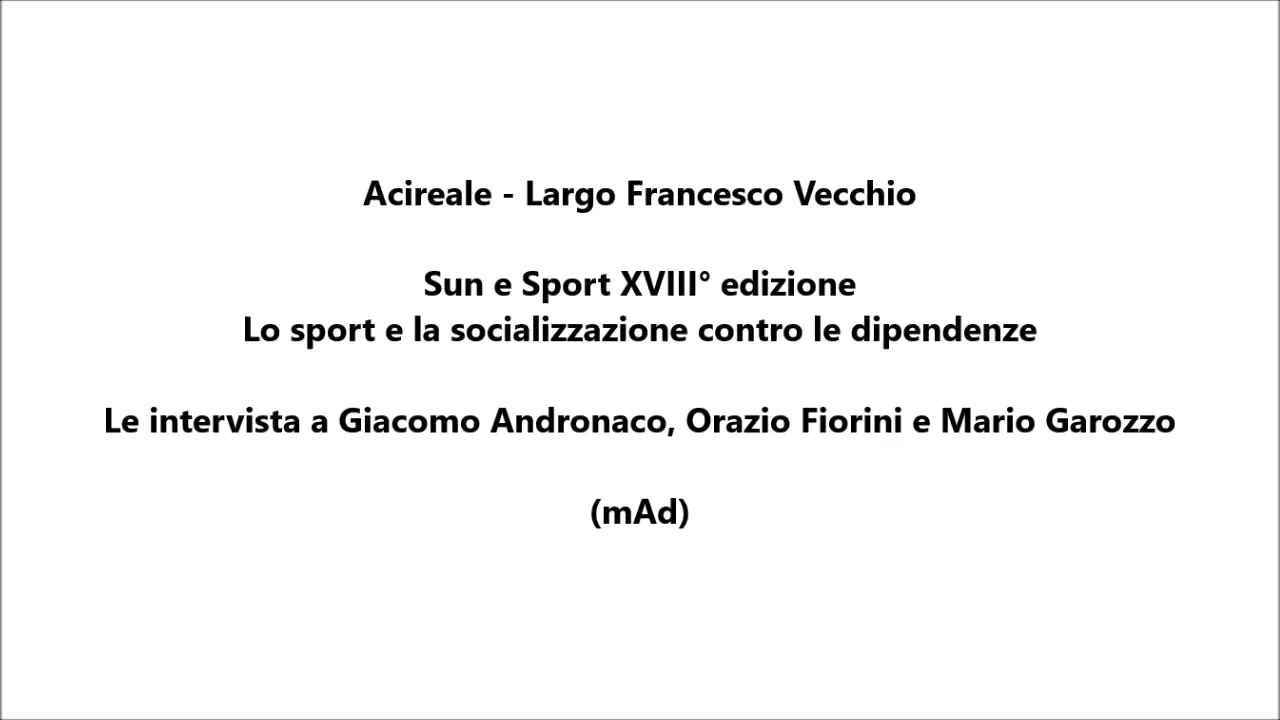 Acireale - Largo Francesco Vecchio
Sun e Sport XVIII° edizione
Lo sport e la socializzazione contro le dipendenze
Le intervista a Giacomo Andronaco, Orazio Fiorini e Mario Garozzo
(mAd)